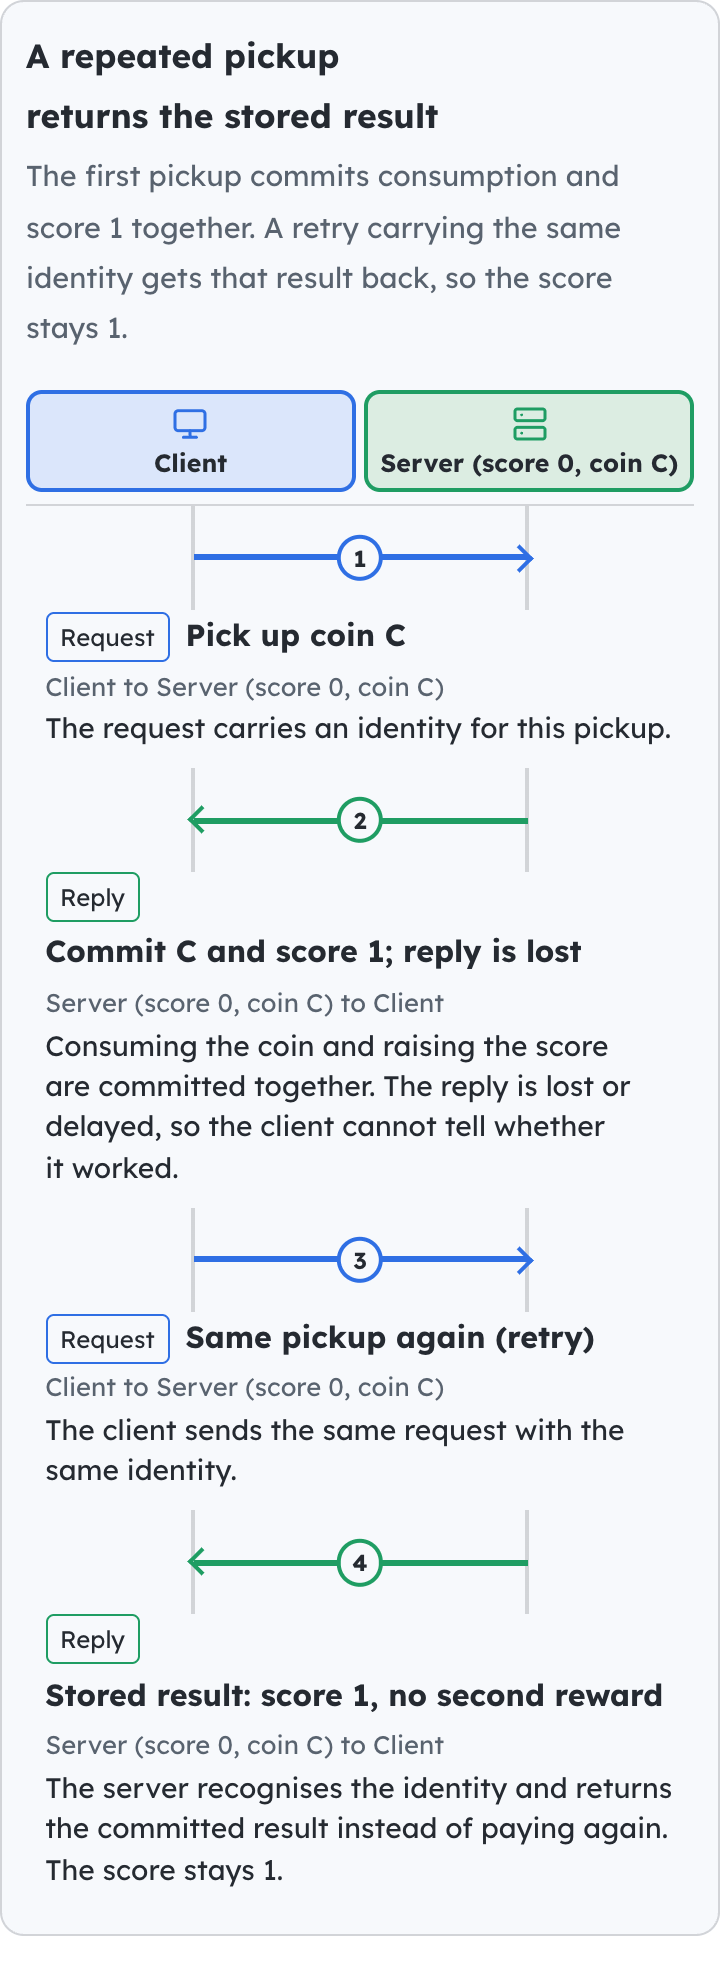 A repeated pickup
returns the stored result
The first pickup commits consumption and
score 1 together. A retry carrying the same
identity gets that result back, so the score
stays 1.
Client
Server (score 0, coin C)
1
Request Pick up coin C
Client to Server (score 0, coin C)
The request carries an identity for this pickup.
2
Reply
Commit C and score 1; reply is lost
Server (score 0, coin C) to Client
Consuming the coin and raising the score
are committed together. The reply is lost or
delayed, so the client cannot tell whether
it worked.
3
Request Same pickup again (retry)
Client to Server (score 0, coin C)
The client sends the same request with the
same identity.
4
Reply
Stored result: score 1, no second reward
Server (score 0, coin C) to Client
The server recognises the identity and returns
the committed result instead of paying again.
The score stays 1.